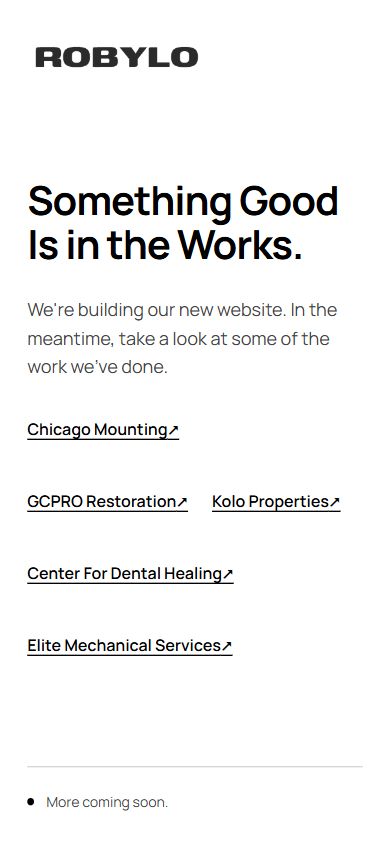 ROBYLO
Something Good
Is in the Works.
We're building our new website. In the
meantime, take a look at some of the
work we've done.
Chicago Mounting↗
GCPRO Restoration↗ Kolo Properties↗
Center For Dental Healing↗
Elite Mechanical Services↗
More coming soon.